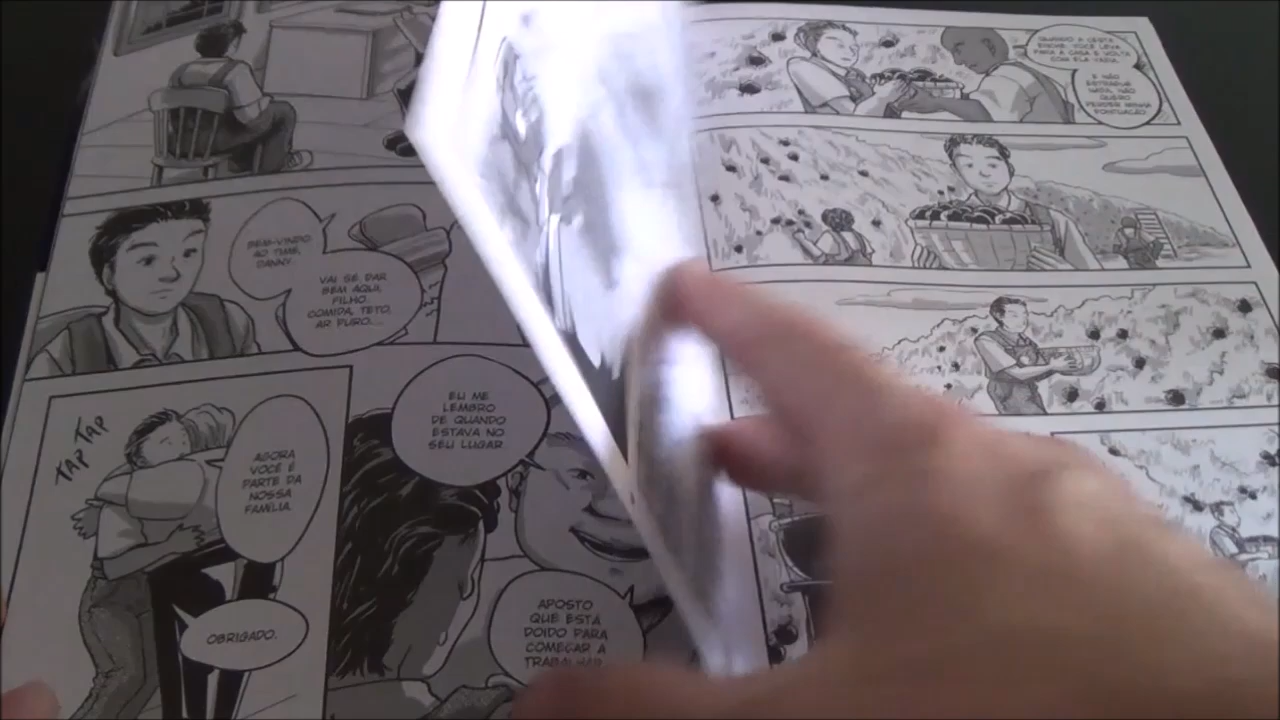 BEM-VINDO
AO TIME,
DANNY.
VAI SE DAR
BEM AQUI,
FILHO.
COMIDA, TETO,
AR PURO...
TAP TAP
TAP TAP
AGORA
VOCÊ É
PARTE DA
NOSSA
FAMÍLIA.
OBRIGADO.
EU ME
LEMBRO
DE QUANDO
ESTAVA NO
SEU LUGAR
APOSTO
QUE ESTÁ
DOIDO PARA
COMEÇAR A
TRABALHAR.
QUANDO A CESTA
ENCHE, VOCÊ LEVA
PARA A CASA E VOLTA
COM ELA VAZIA.
E NÃO
ESTRAGUE
NADA. NÃO
QUERO
PERDER MINHA
PONTUAÇÃO.